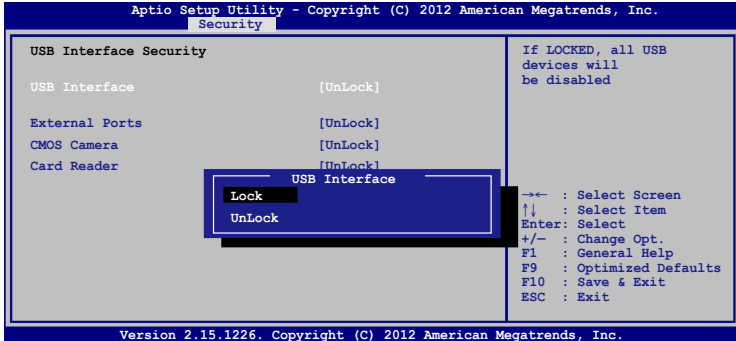 Aptio Setup Utility - Copyright (C) 2012 American Megatrends, Inc.
Security
USB Interface Security
USB Interface [UnLock]
External Ports [UnLock]
CMOS Camera [UnLock]
Card Reader [UnLock]
USB Interface
Lock
UnLock
If LOCKED, all USB
devices will
be disabled
→← : Select Screen
↑↓ : Select Item
Enter: Select
+/— : Change Opt.
F1 : General Help
F9 : Optimized Defaults
F10 : Save & Exit
ESC : Exit
Version 2.15.1226. Copyright (C) 2012 American Megatrends, Inc.